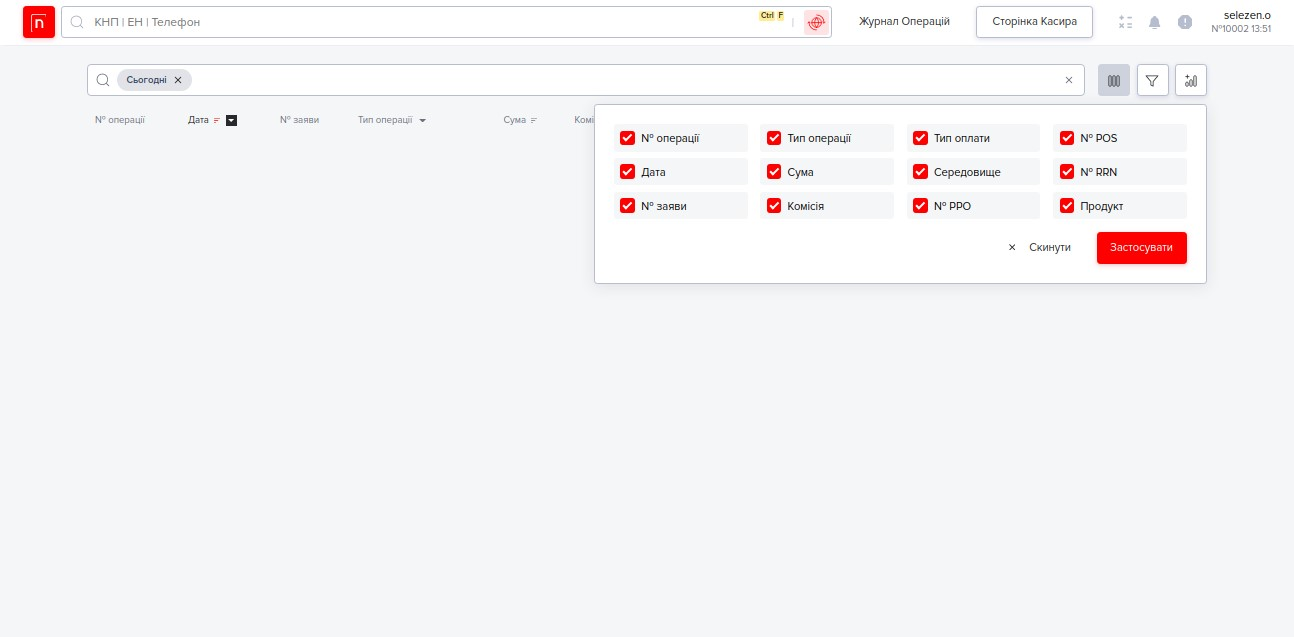 n КНП | ЕН | Телефон Ctrl F Журнал Операцій Сторінка Касира selezen.o
№10002 13:51
Сьогодні
№ операції Дата № заяви Тип операції Сума Комі
№ операції Тип операції Тип оплати № POS
Дата Сума Середовище № RRN
№ заяви Комісія № РРО Продукт
Скинути Застосувати